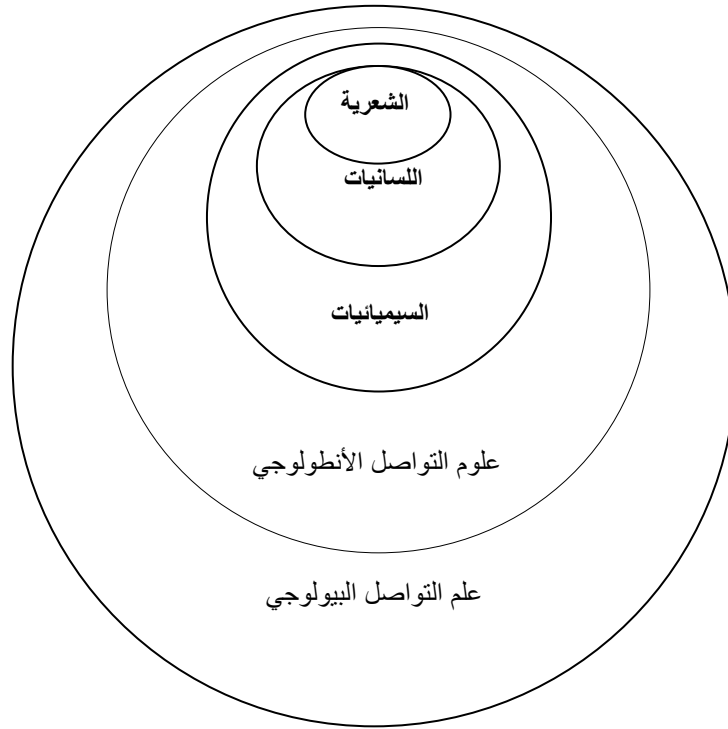 الشعرية
اللسانيات
السيميائيات
علوم التواصل الأنطولوجي
علم التواصل البيولوجي